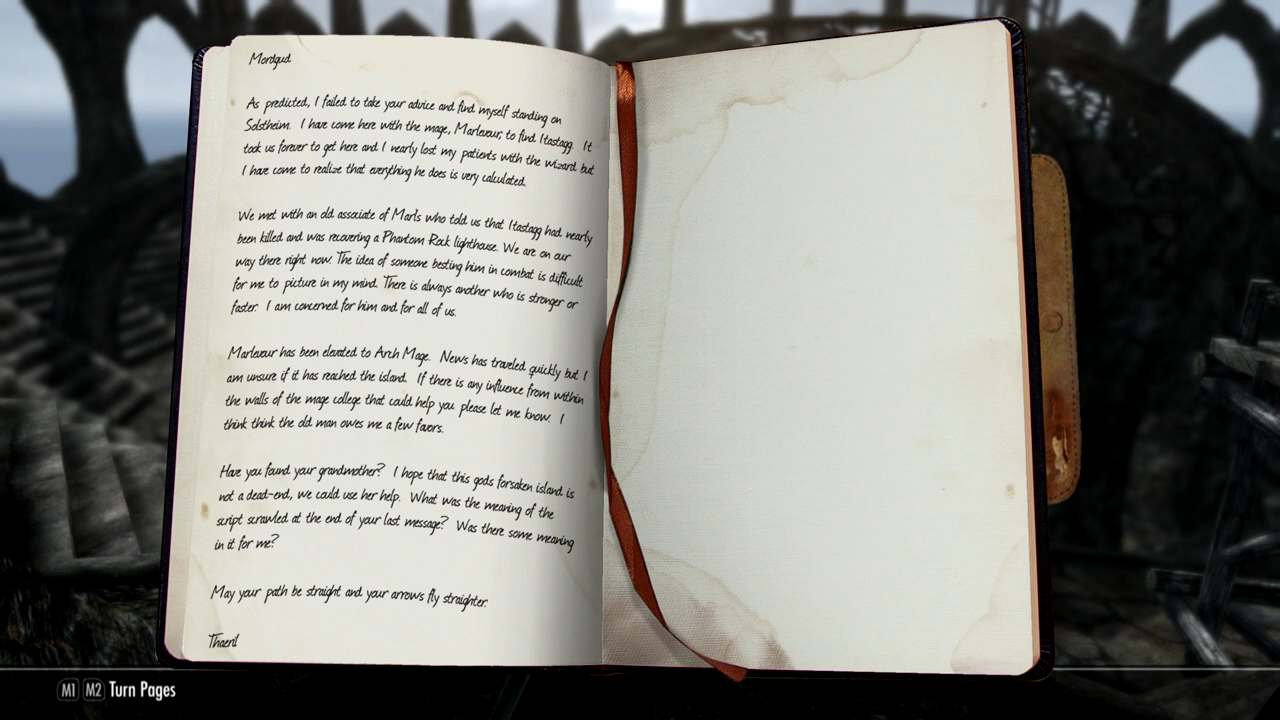 Mordgud
As predicted, I failed to take your advice and find myself standing on
Solstheim. I have come here with the mage, Marlevour, to find Itastagg. It
took us forever to get here and I nearly lost my patients with the wizard but
I have come to realize that everything he does is very calculated.
We met with an old associate of Marl's who told us that Itastagg had nearly
been killed and was recovering a Phantom Rock lighthouse. We are on our
way there right now. The idea of someone besting him in combat is difficult
for me to picture in my mind. There is always another who is stronger or
faster. I am concerned for him and for all of us.
Marlevour has been elevated to Arch Mage. News has traveled quickly but I
am unsure if it has reached the island. If there is any influence from within
the walls of the mage college that could help you please let me know. I
think think the old man owes me a few favors.
Have you found your grandmother? I hope that this gods forsaken island is
not a dead-end, we could use her help. What was the meaning of the
script scrawled at the end of your last message? Was there some meaning
in it for me?
May your path be straight and your arrows fly straighter.
Thaeril
M1 M2 Turn Pages